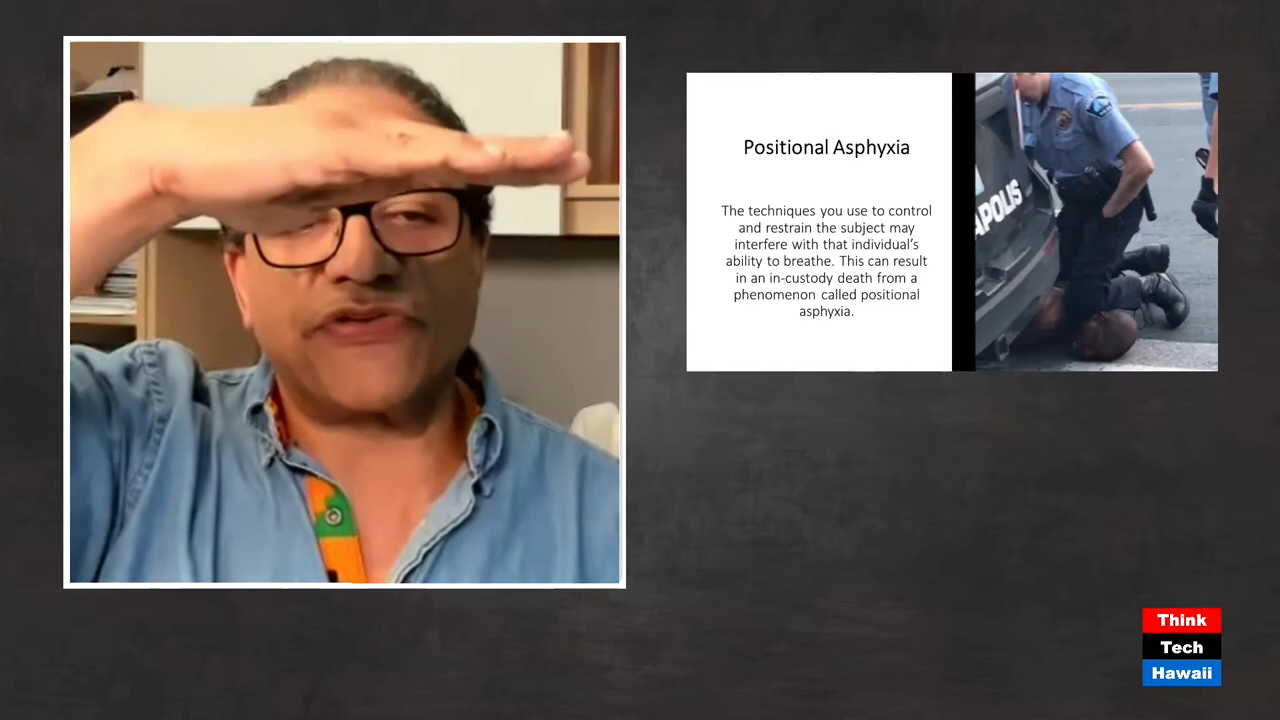 Positional Asphyxia
The techniques you use to control
and restrain the subject may
interfere with that individual's
ability to breathe. This can result
in an in-custody death from a
phenomenon called positional
asphyxia.
APOLIS
Think
Tech
Hawaii